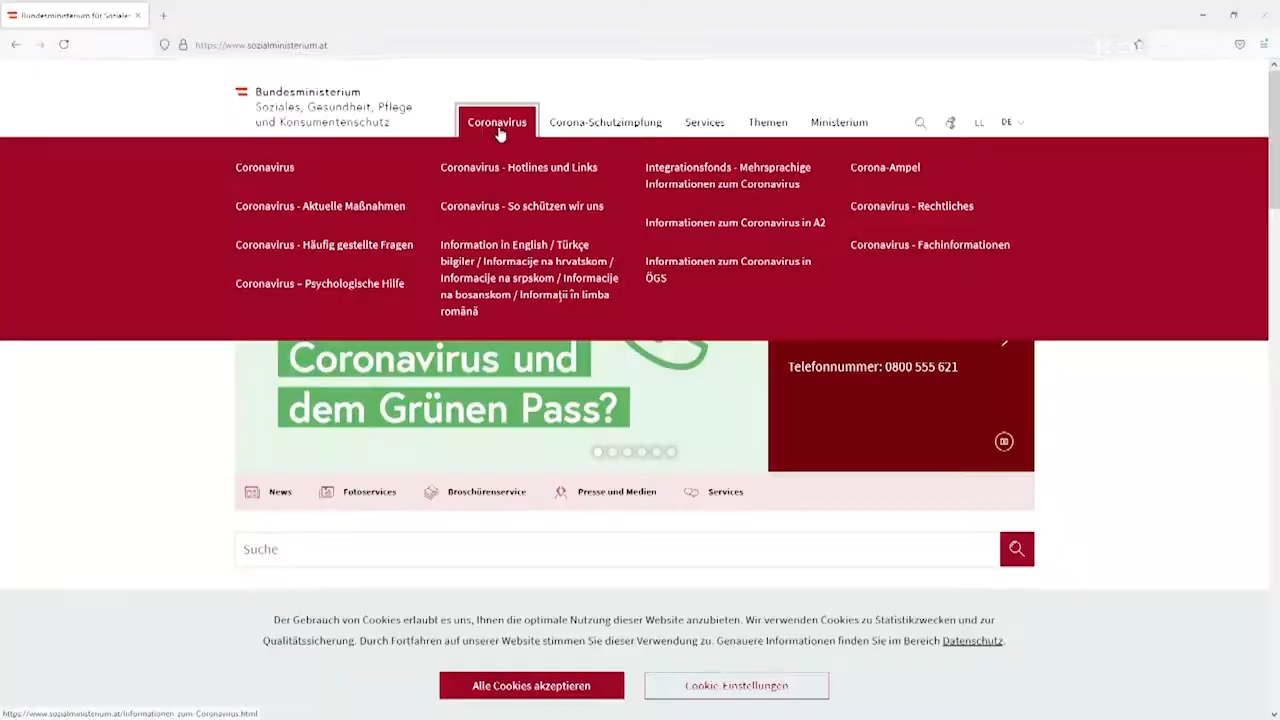 Bundesministerium für Soziale
https://www.sozialministerium.at
Bundesministerium
Soziales, Gesundheit, Pflege
und Konsumentenschutz
Coronavirus
Corona-Schutzimpfung
Services
Themen
Ministerium
LL
DE
Coronavirus
Coronavirus - Aktuelle Maßnahmen
Coronavirus - Häufig gestellte Fragen
Coronavirus – Psychologische Hilfe
Coronavirus - Hotlines und Links
Coronavirus - So schützen wir uns
Information in English / Türkçe
bilgiler / Informacije na hrvatskom /
Informacije na srpskom / Informacije
na bosanskom / Informații în limba
română
Integrationsfonds - Mehrsprachige
Informationen zum Coronavirus
Informationen zum Coronavirus in A2
Informationen zum Coronavirus in
ÖGS
Corona-Ampel
Coronavirus - Rechtliches
Coronavirus - Fachinformationen
Coronavirus und
dem Grünen Pass?
Telefonnummer: 0800 555 621
News
Fotoservices
Broschürenservice
Presse und Medien
Services
Suche
Der Gebrauch von Cookies erlaubt es uns, Ihnen die optimale Nutzung dieser Website anzubieten. Wir verwenden Cookies zu Statistikzwecken und zur
Qualitätssicherung. Durch Fortfahren auf unserer Website stimmen Sie dieser Verwendung zu. Genauere Informationen finden Sie im Bereich Datenschutz.
Alle Cookies akzeptieren
Cookie-Einstellungen
https://www.sozialministerium.at/Informationen-zum-Coronavirus.html